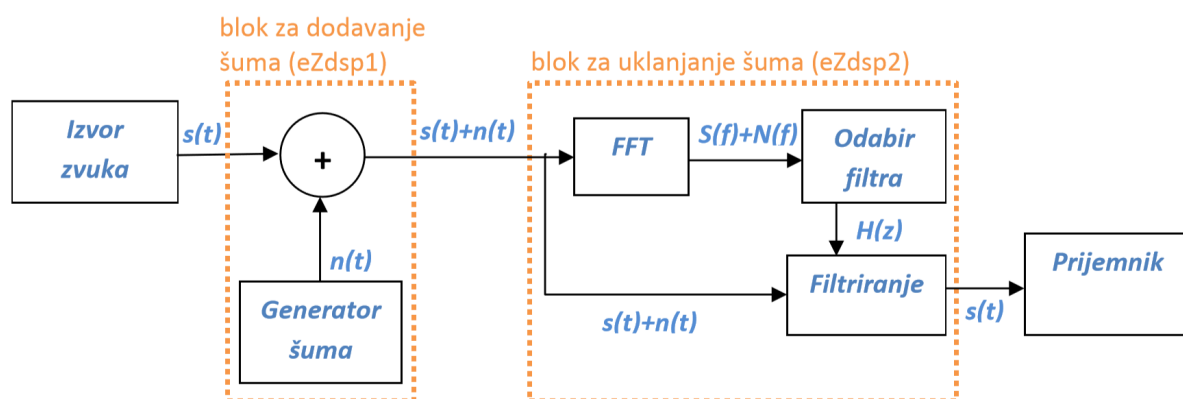 blok za dodavanje
šuma (eZdsp1)
blok za uklanjanje šuma (eZdsp2)
Izvor
zvuka
s(t)
+
s(t)+n(t)
FFT
S(f)+N(f)
Odabir
filtra
n(t)
H(z)
Generator
šuma
s(t)+n(t)
Filtriranje
s(t)
Prijemnik